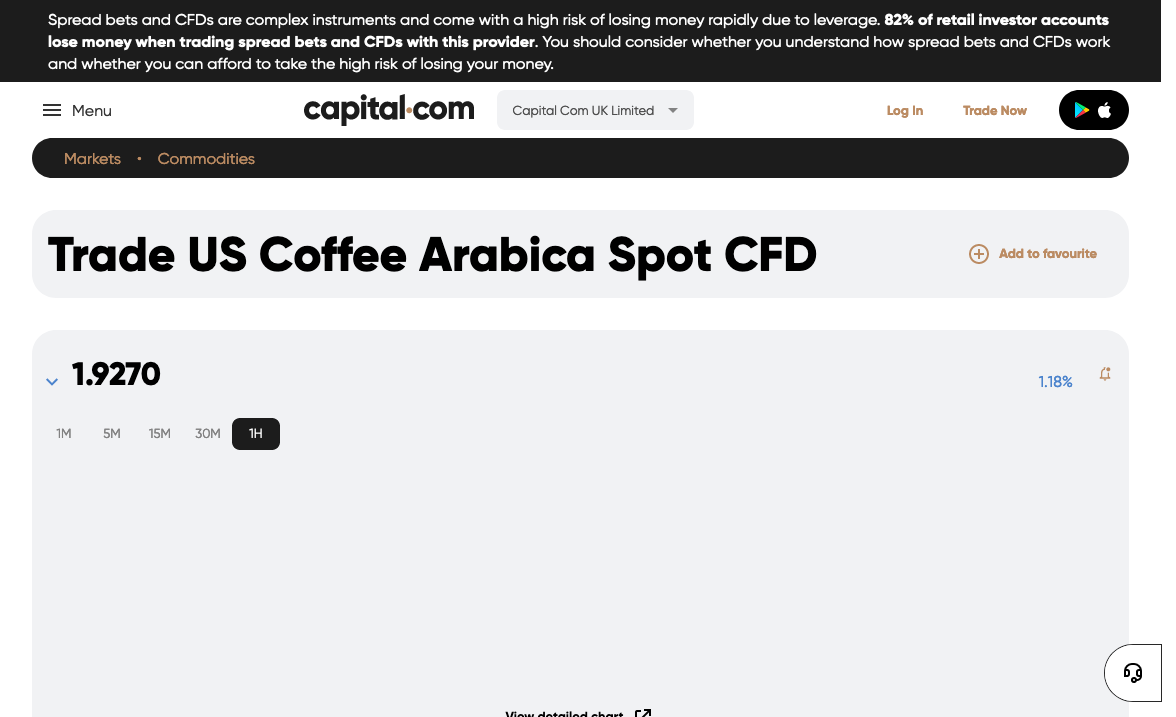 Spread bets and CFDs are complex instruments and come with a high risk of losing money rapidly due to leverage. 82% of retail investor accounts
lose money when trading spread bets and CFDs with this provider. You should consider whether you understand how spread bets and CFDs work
and whether you can afford to take the high risk of losing your money.
Menu
capital.com
Capital Com UK Limited
Log In
Trade Now
Markets • Commodities
Trade US Coffee Arabica Spot CFD
Add to favourite
1.9270
1.18%
1M 5M 15M 30M 1H
View detailed chart